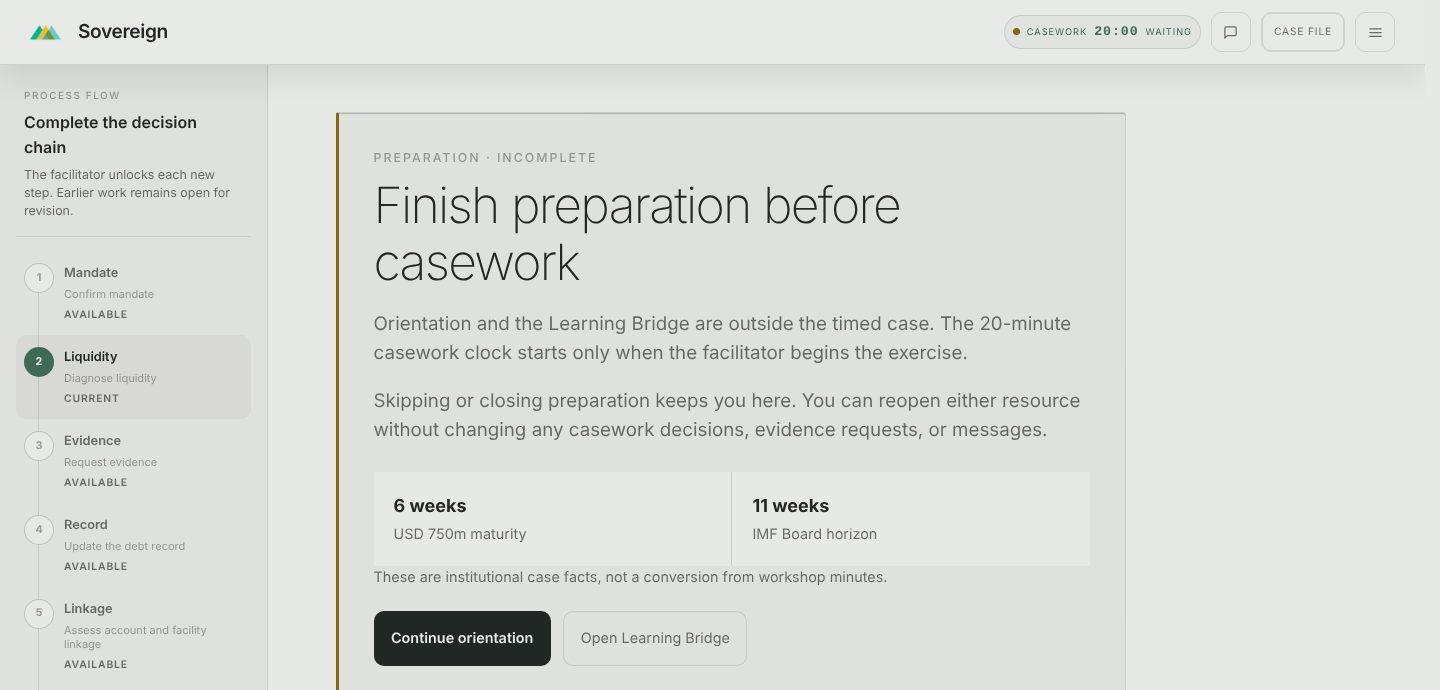 Sovereign
CASEWORK 20:00 WAITING
CASE FILE
PROCESS FLOW
Complete the decision
chain
The facilitator unlocks each new
step. Earlier work remains open for
revision.
1
Mandate
Confirm mandate
AVAILABLE
2
Liquidity
Diagnose liquidity
CURRENT
3
Evidence
Request evidence
AVAILABLE
4
Record
Update the debt record
AVAILABLE
5
Linkage
Assess account and facility
linkage
AVAILABLE
PREPARATION · INCOMPLETE
Finish preparation before
casework
Orientation and the Learning Bridge are outside the timed case. The 20-minute
casework clock starts only when the facilitator begins the exercise.
Skipping or closing preparation keeps you here. You can reopen either resource
without changing any casework decisions, evidence requests, or messages.
6 weeks
USD 750m maturity
11 weeks
IMF Board horizon
These are institutional case facts, not a conversion from workshop minutes.
Continue orientation
Open Learning Bridge